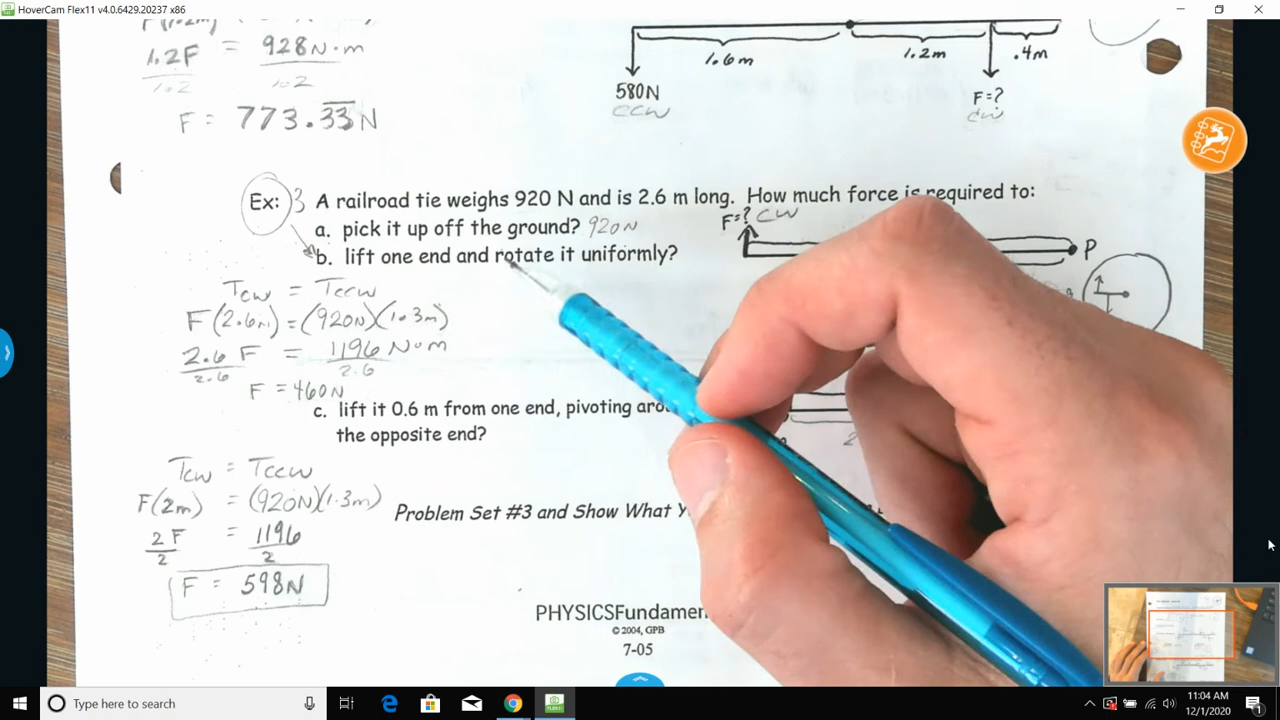 HoverCam Flex11 v4.0.6429.20237 x86
1.2F = 928N·m
1.2 1.2
F = 773.33N
1.6m 1.2m .4m
580N
CCW
F=?
CW
Ex: 3 A railroad tie weighs 920 N and is 2.6 m long. How much force is required to:
a. pick it up off the ground? 920N
F=? CW
b. lift one end and rotate it uniformly?
P
Tcw = Tccw
F(2.6m) = (920N)(1.3m)
2.6 F = 1196 N·m
2.6 2.6
F = 460N
c. lift it 0.6 m from one end, pivoting
the opposite end?
Tcw = Tccw
F(2m) = (920N)(1.3m)
2F = 1196
2 2
F = 598N
Problem Set #3 and Show What
© 2004, GPB
7-05
Type here to search
FLEX11
11:04 AM
12/1/2020
1